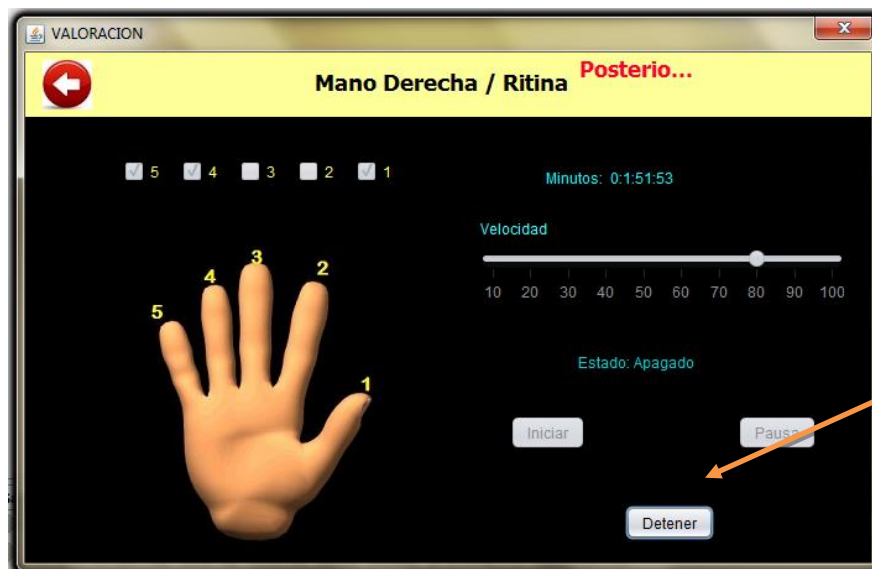 VALORACION
Mano Derecha / Ritina Posterio...
5 4 3 2 1
Minutos: 0:1:51:53
Velocidad
10 20 30 40 50 60 70 80 90 100
3
4 2
5
1
Estado: Apagado
Iniciar Pausa
Detener